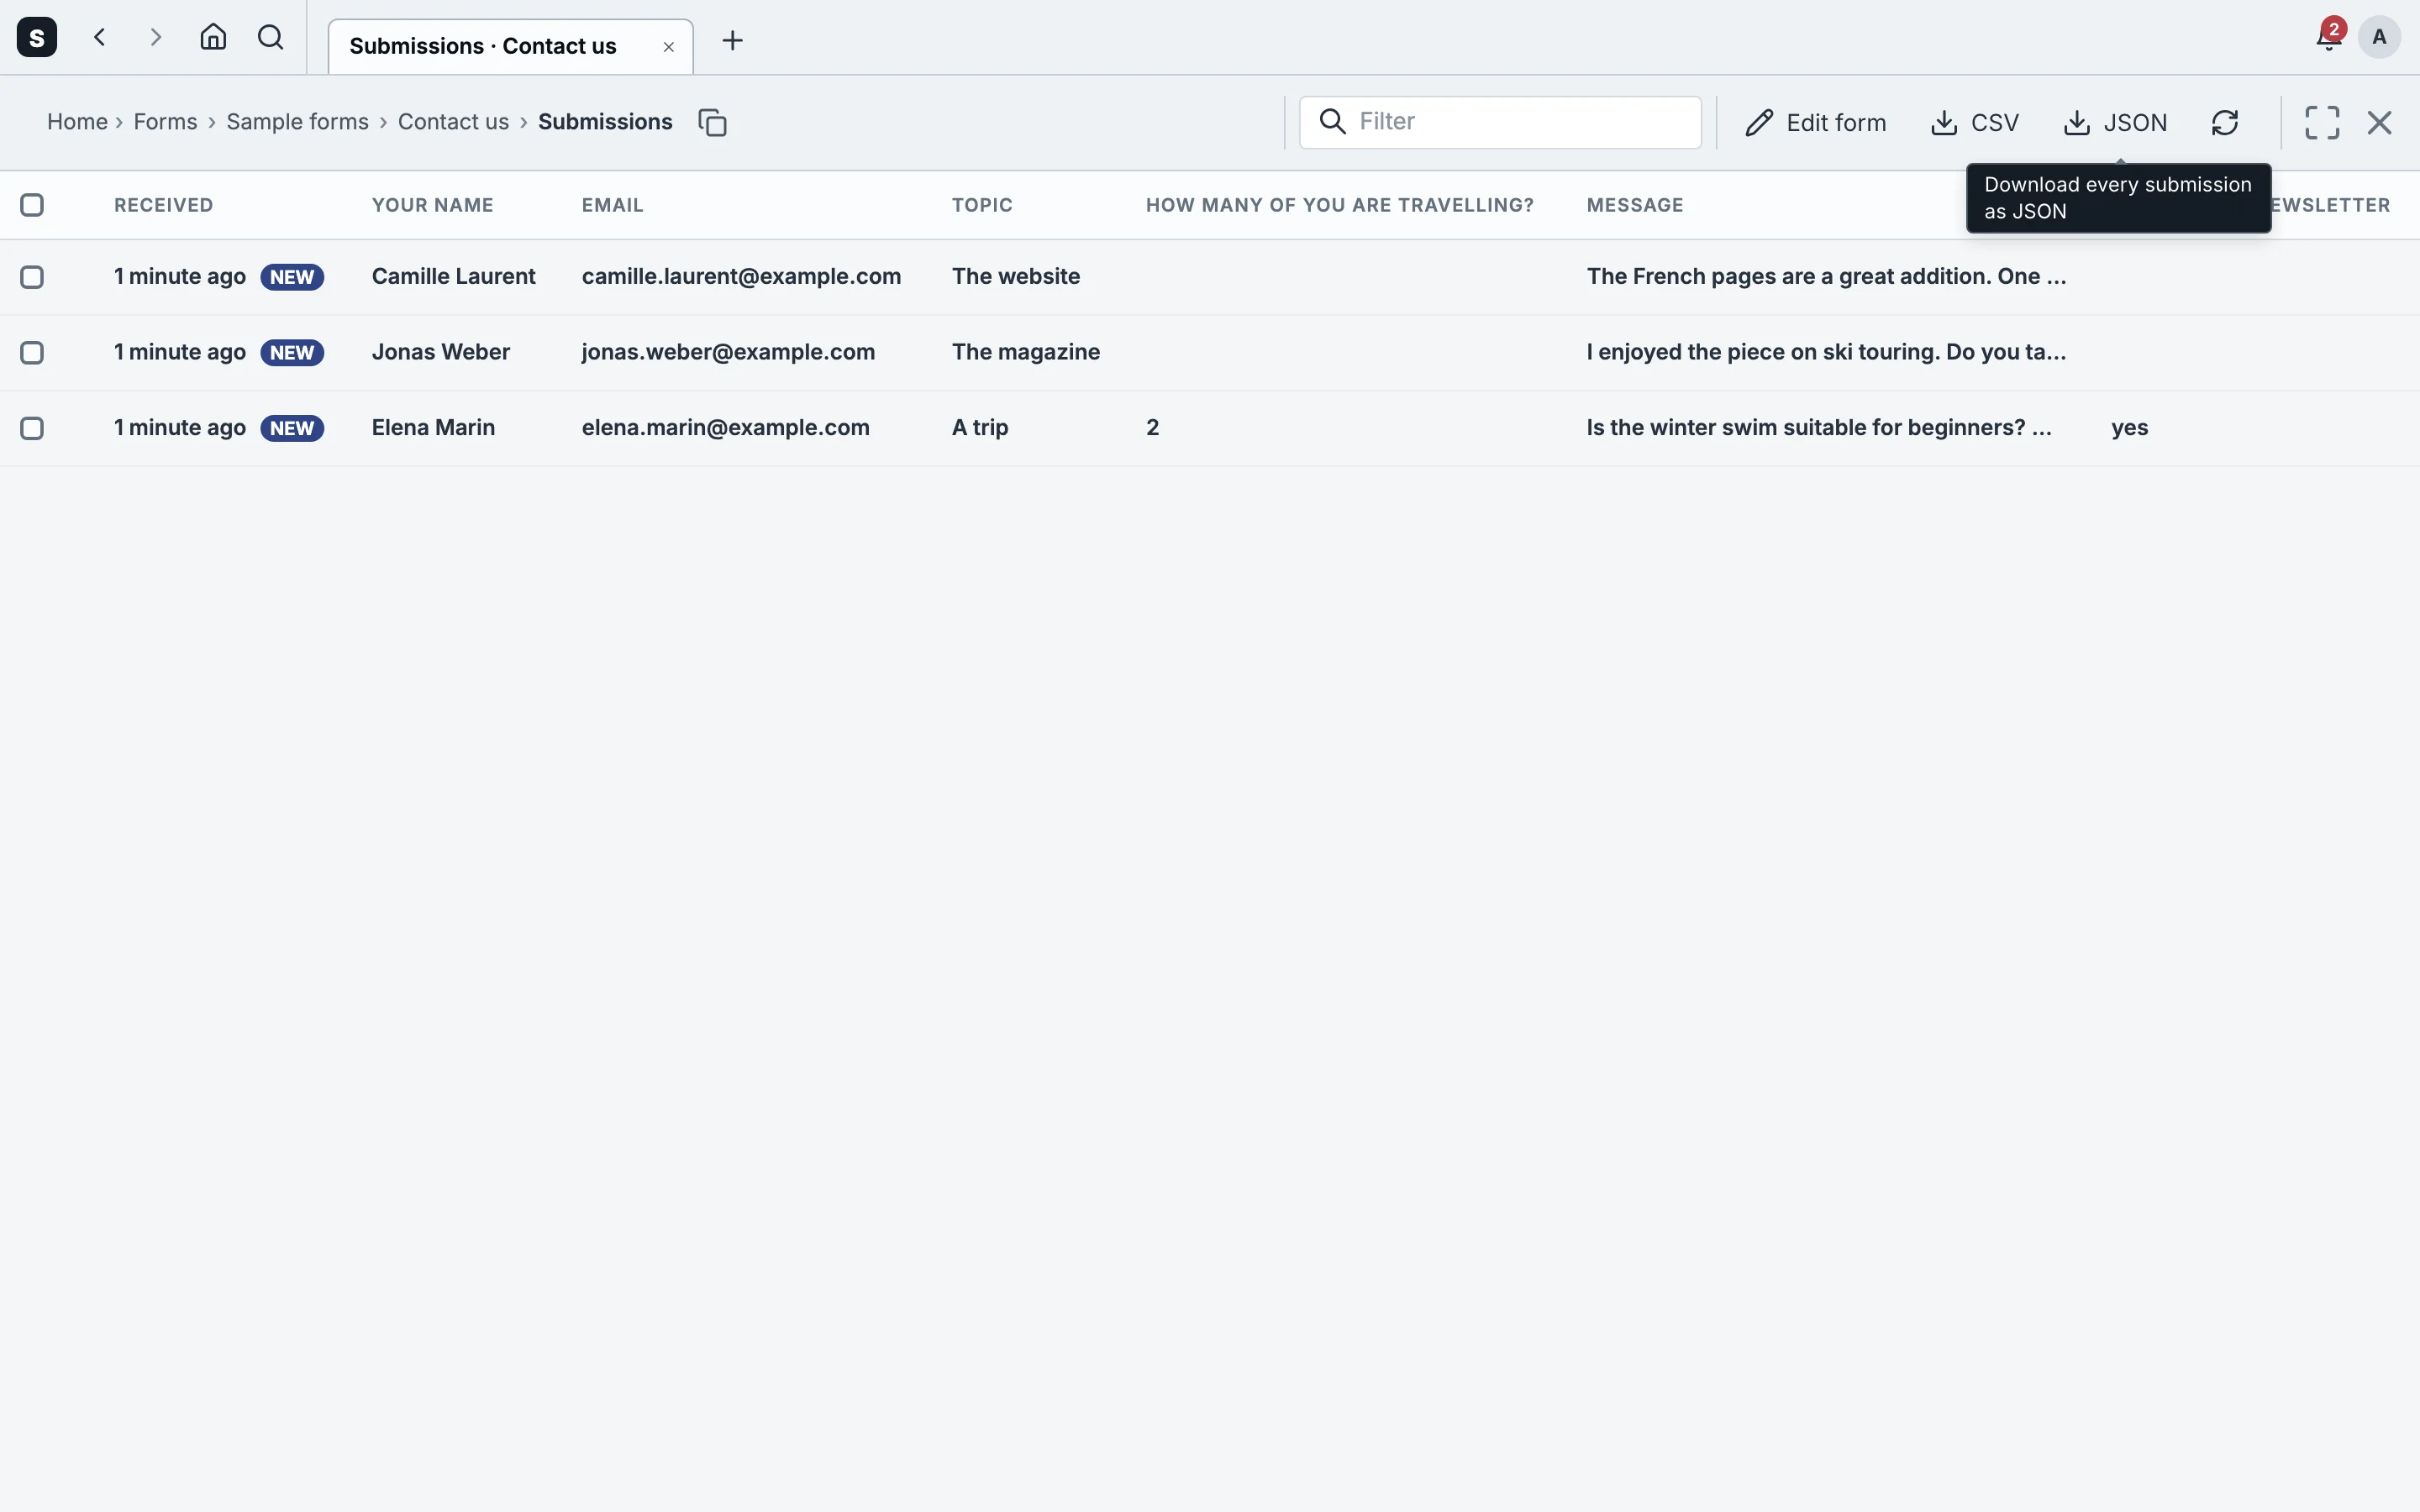 S
Submissions · Contact us
2
A
Home › Forms › Sample forms › Contact us › Submissions
Filter
Edit form
CSV
JSON
Download every submission
as JSON
RECEIVED YOUR NAME EMAIL TOPIC HOW MANY OF YOU ARE TRAVELLING? MESSAGE
1 minute ago NEW Camille Laurent camille.laurent@example.com The website The French pages are a great addition. One ...
1 minute ago NEW Jonas Weber jonas.weber@example.com The magazine I enjoyed the piece on ski touring. Do you ta...
1 minute ago NEW Elena Marin elena.marin@example.com A trip 2 Is the winter swim suitable for beginners? ... yes